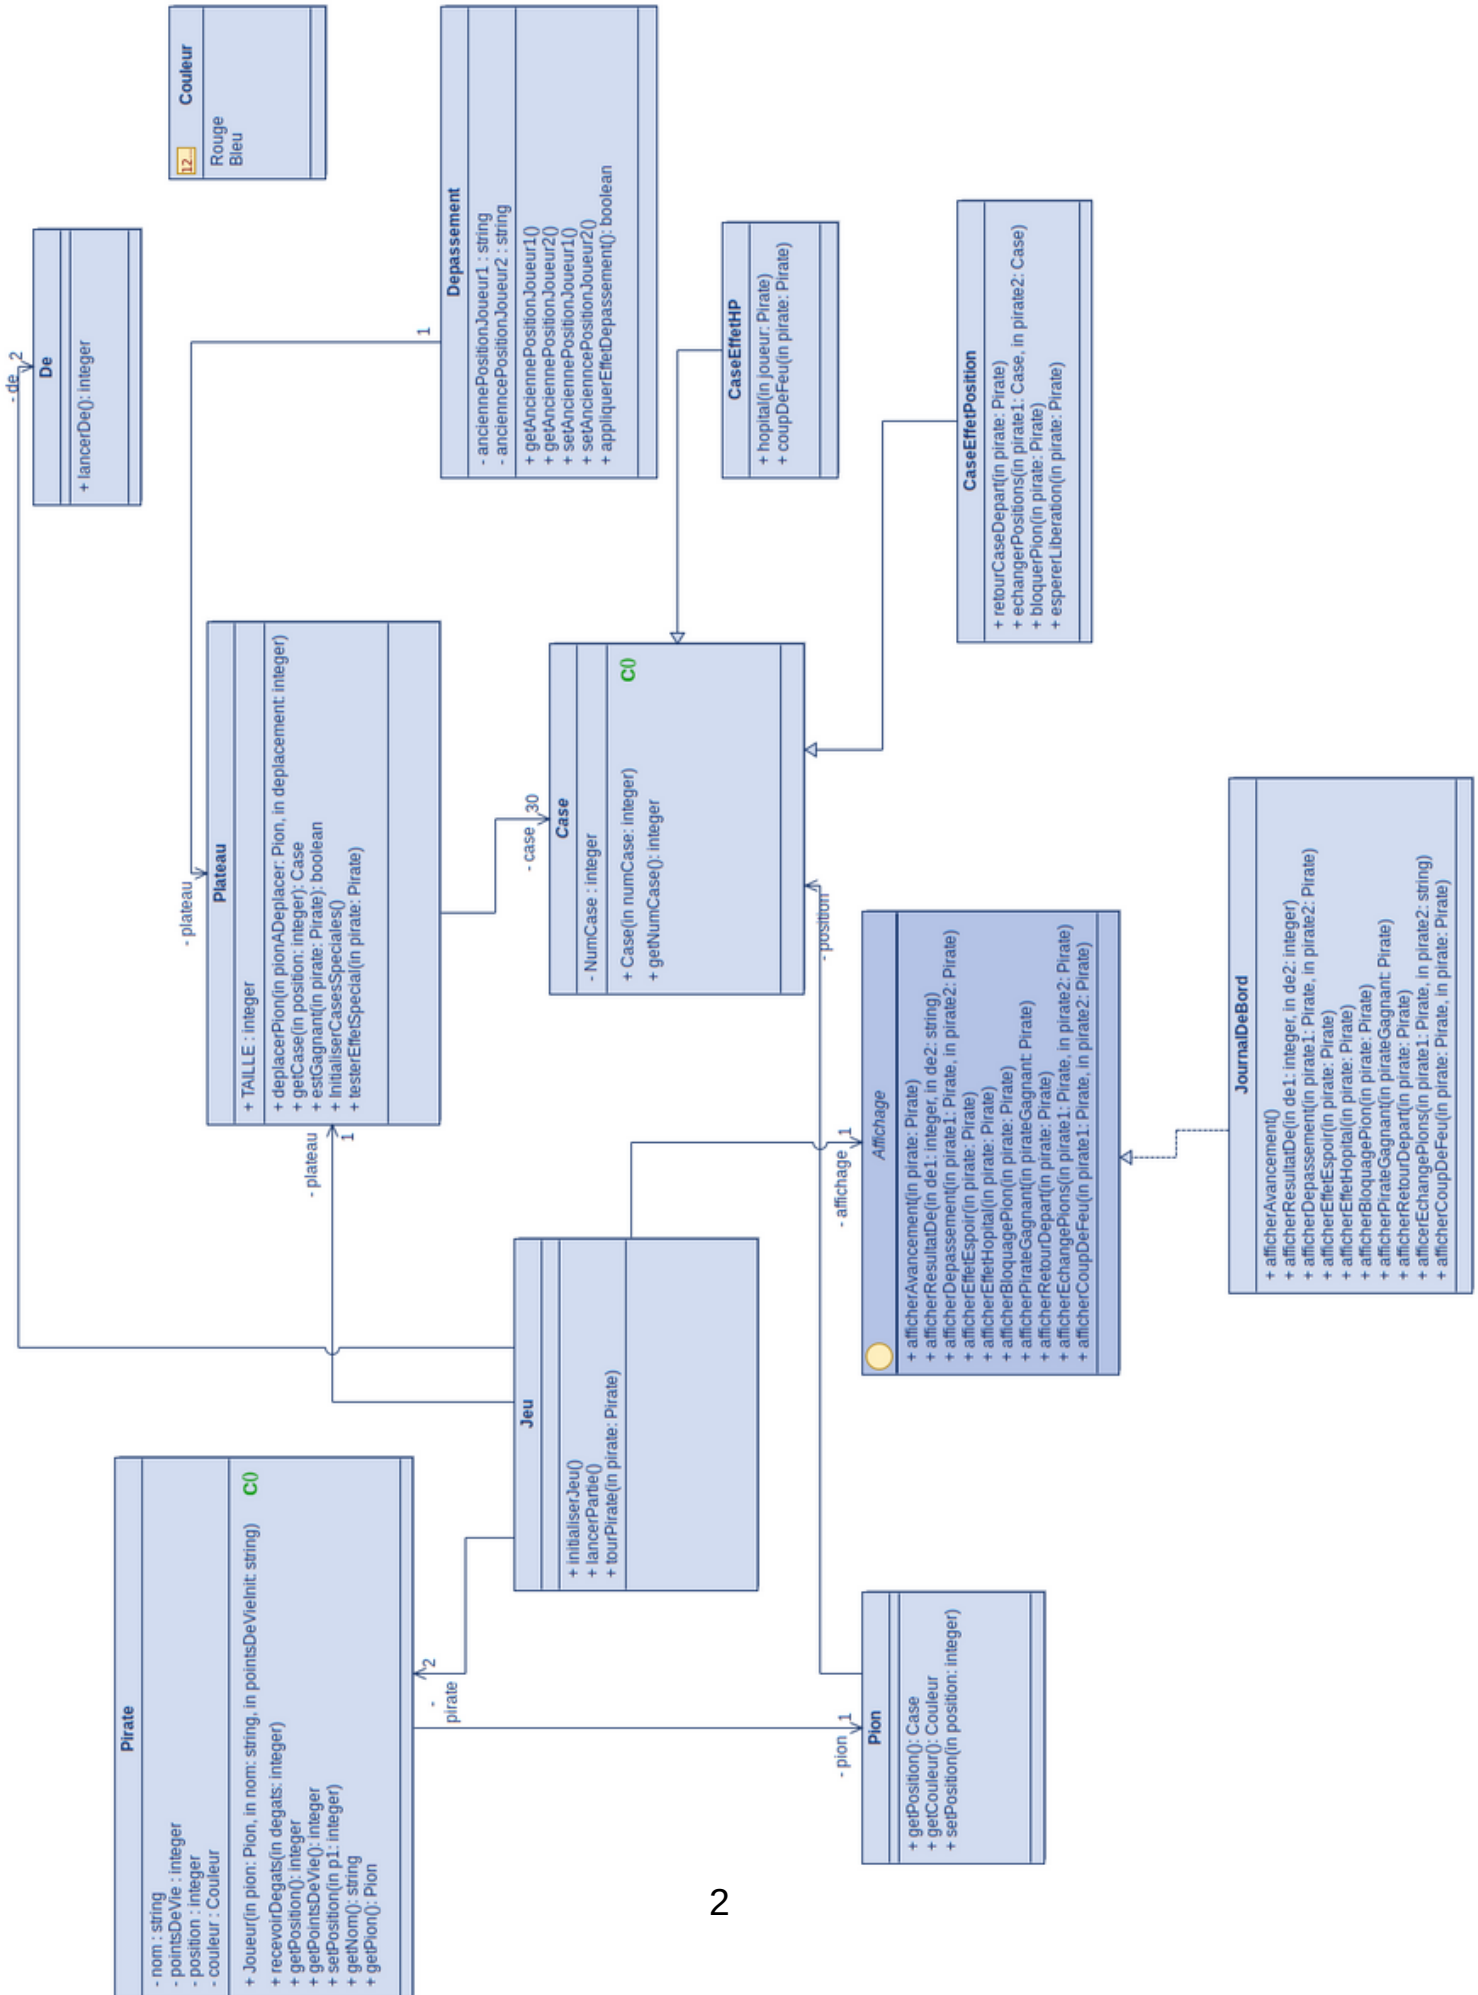 Pirate
- nom : string
- pointsDeVie : integer
- position : integer
- couleur : Couleur
C()
+ Joueur(in pion: Pion, in nom: string, in pointsDeVieInit: string)
+ recevoirDegats(in degats: integer)
+ getPosition(): integer
+ getPointsDeVie(): integer
+ setPosition(in p1: integer)
+ getNom(): string
+ getPion(): Pion
-
pirate
2
- pion
1
Pion
+ getPosition(): Case
+ getCouleur(): Couleur
+ setPosition(in position: integer)
Jeu
+ initialiserJeu()
+ lancerPartie()
+ tourPirate(in pirate: Pirate)
- plateau
1
- affichage
1
- position
Affichage
+ afficherAvancement(in pirate: Pirate)
+ afficherResultatDe(in de1: integer, in de2: string)
+ afficherDepassement(in pirate1: Pirate, in pirate2: Pirate)
+ afficherEffetEspoir(in pirate: Pirate)
+ afficherEffetHopital(in pirate: Pirate)
+ afficherBloquagePion(in pirate: Pirate)
+ afficherPirateGagnant(in pirateGagnant: Pirate)
+ afficherRetourDepart(in pirate: Pirate)
+ afficherEchangePions(in pirate1: Pirate, in pirate2: Pirate)
+ afficherCoupDeFeu(in pirate1: Pirate, in pirate2: Pirate)
JournalDeBord
+ afficherAvancement()
+ afficherResultatDe(in de1: integer, in de2: integer)
+ afficherDepassement(in pirate1: Pirate, in pirate2: Pirate)
+ afficherEffetEspoir(in pirate: Pirate)
+ afficherEffetHopital(in pirate: Pirate)
+ afficherBloquagePion(in pirate: Pirate)
+ afficherPirateGagnant(in pirateGagnant: Pirate)
+ afficherRetourDepart(in pirate: Pirate)
+ afficerEchangePions(in pirate1: Pirate, in pirate2: string)
+ afficherCoupDeFeu(in pirate: Pirate, in pirate: Pirate)
- plateau
Plateau
+ TAILLE : integer
+ deplacerPion(in pionADeplacer: Pion, in deplacement: integer)
+ getCase(in position: integer): Case
+ estGagnant(in pirate: Pirate): boolean
+ InitialiserCasesSpeciales()
+ testerEffetSpecial(in pirate: Pirate)
- case
30
Case
- NumCase : integer
C()
+ Case(in numCase: integer)
+ getNumCase(): integer
- de
2
De
+ lancerDe(): integer
12..
Couleur
Rouge
Bleu
1
Depassement
- anciennePositionJoueur1 : string
- anciencePositionJoueur2 : string
+ getAnciennePositionJoueur1()
+ getAnciennePositionJoueur2()
+ setAnciennePositionJoueur1()
+ setAnciencePositionJoueur2()
+ appliquerEffetDepassement(): boolean
CaseEffetHP
+ hopital(in joueur: Pirate)
+ coupDeFeu(in pirate: Pirate)
CaseEffetPosition
+ retourCaseDepart(in pirate: Pirate)
+ echangerPositions(in pirate1: Case, in pirate2: Case)
+ bloquerPion(in pirate: Pirate)
+ espererLiberation(in pirate: Pirate)
2